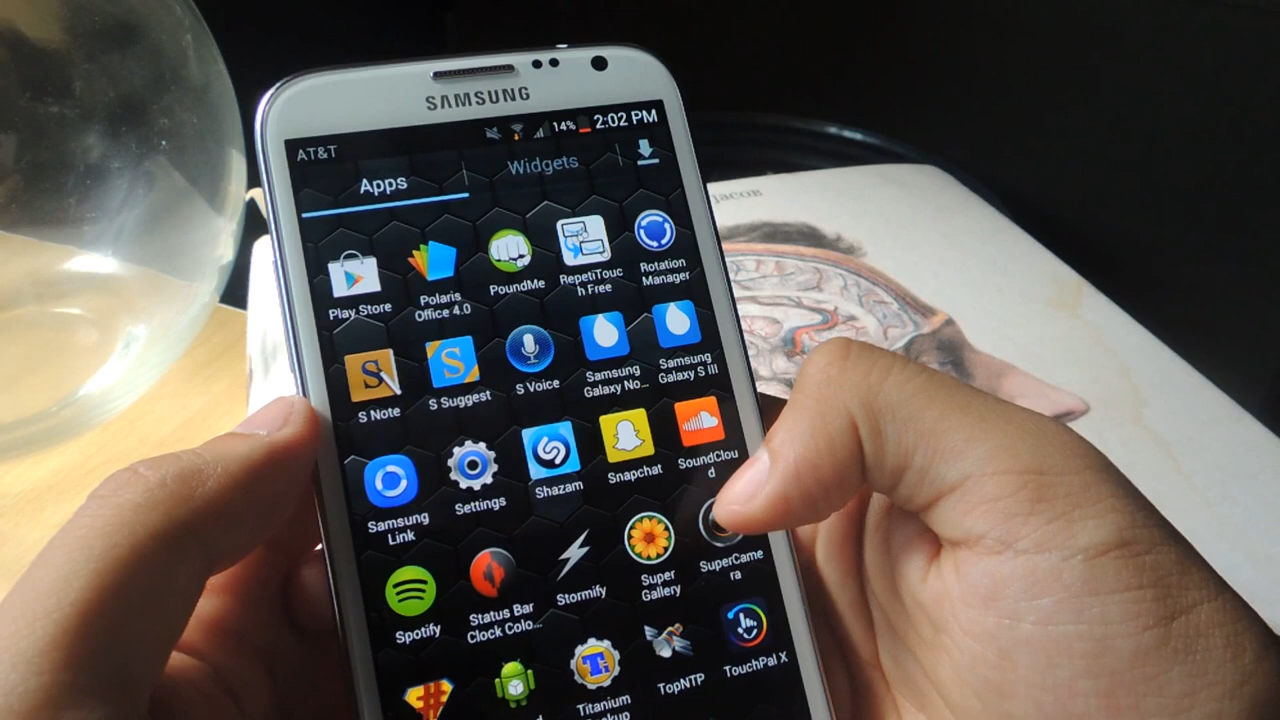 SAMSUNG
AT&T
14% 2:02 PM
Apps
Widgets
Play Store
Polaris
Office 4.0
PoundMe
RepetiTouc
h Free
Rotation
Manager
S Note
S Suggest
S Voice
Samsung
Galaxy No...
Samsung
Galaxy S III
Samsung
Link
Settings
Shazam
Snapchat
SoundClou
d
Spotify
Status Bar
Clock Colo...
Stormify
Super
Gallery
SuperCame
ra
Titanium
TopNTP
TouchPal X
JACOB